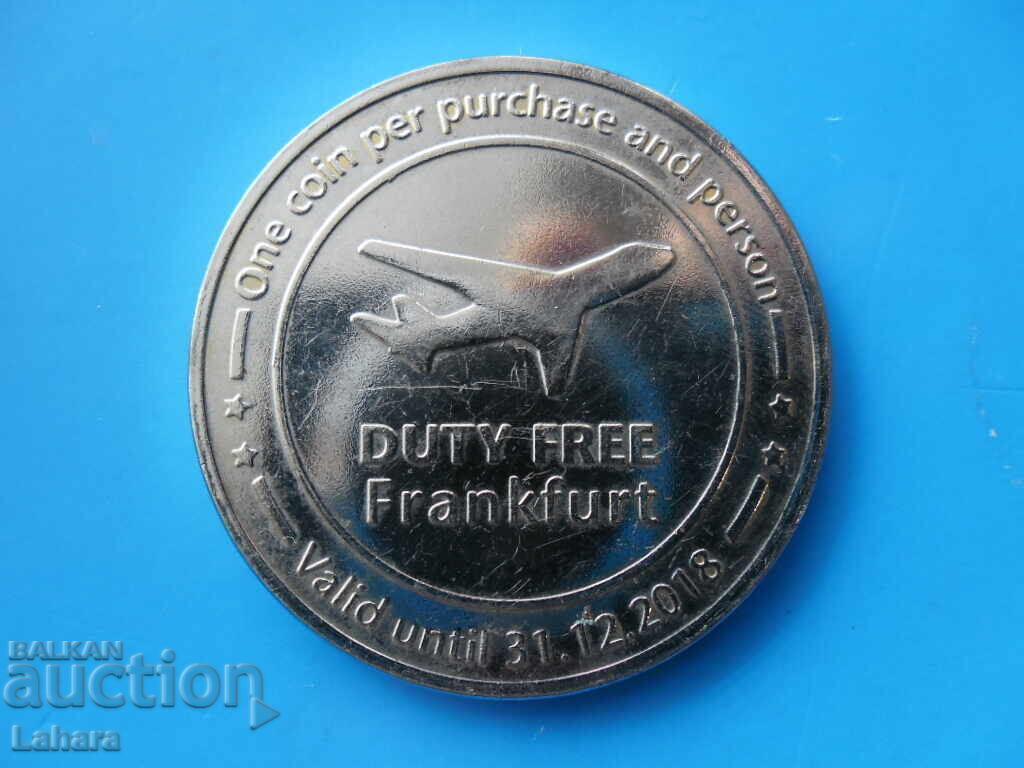 One coin per purchase and person
DUTY FREE
Frankfurt
Valid until 31.12.2018
BALKAN
auction
Lahara